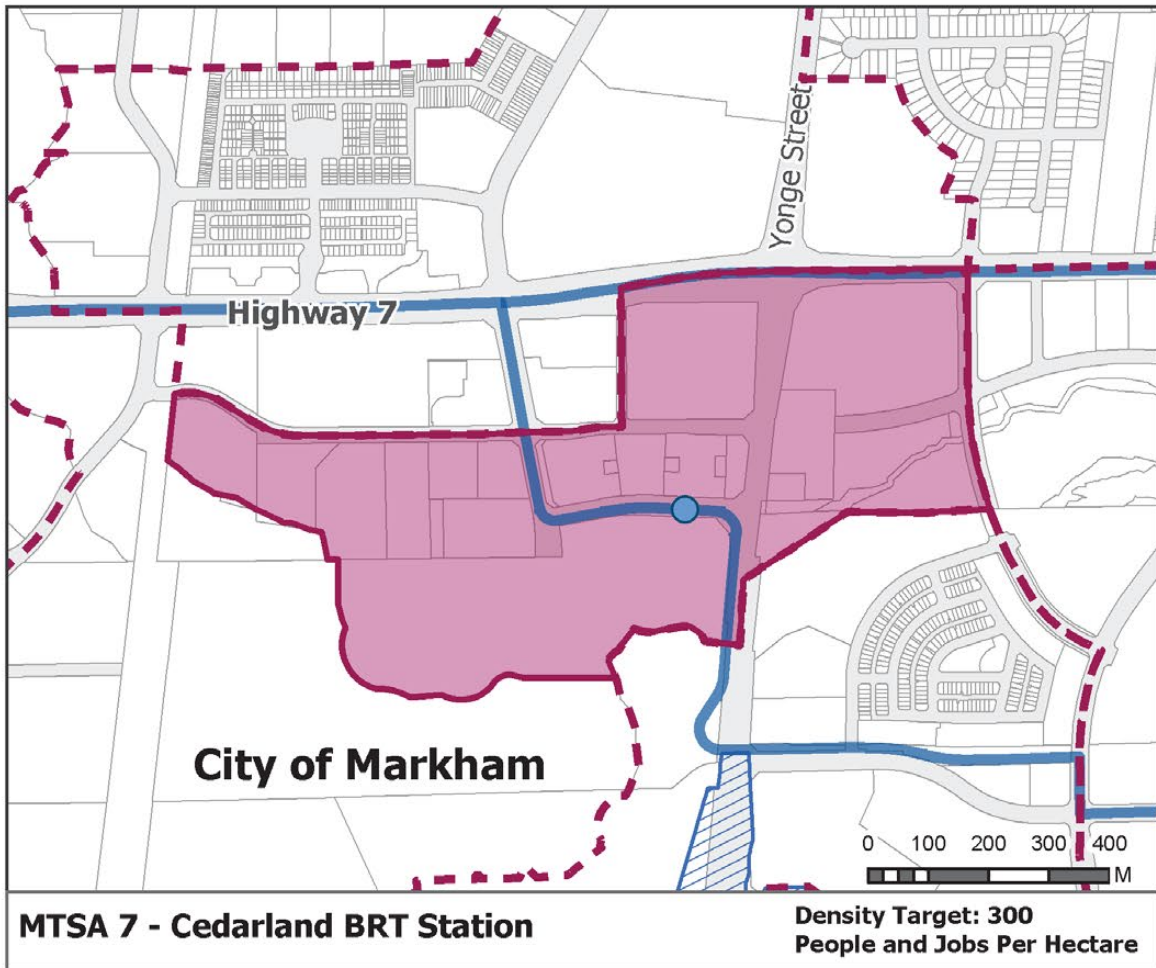 Yonge Street
Highway 7
City of Markham
0 100 200 300 400
M
MTSA 7 - Cedarland BRT Station
Density Target: 300
People and Jobs Per Hectare